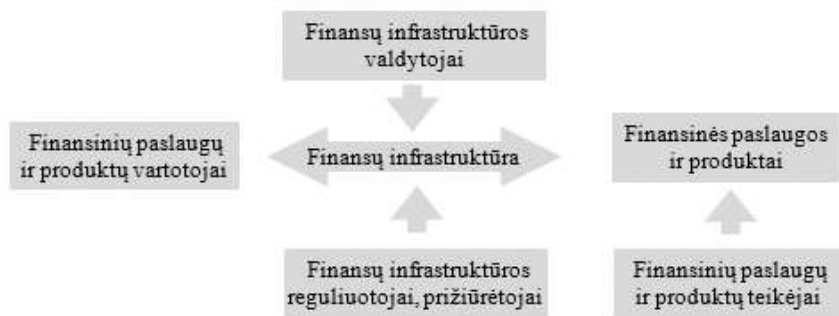 Finansų infrastruktūros
valdytojai
Finansinių paslaugų
ir produktų vartotojai
Finansų infrastruktūra
Finansinės paslaugos
ir produktai
Finansų infrastruktūros
reguliuotojai, prižiūrėtojai
Finansinių paslaugų
ir produktų teikėjai